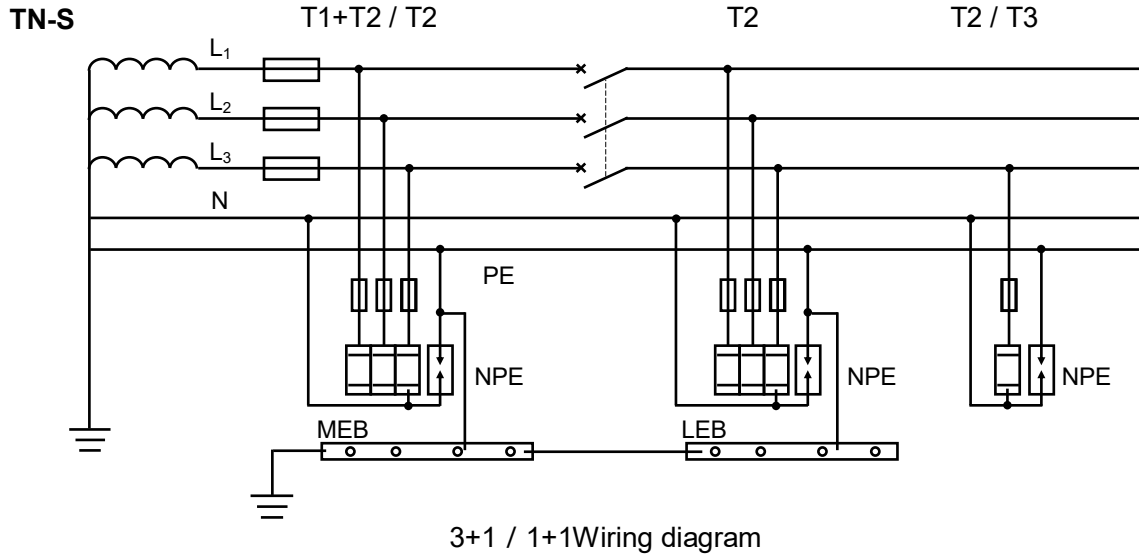 TN-S
T1+T2 / T2
T2
T2 / T3
L1
L2
L3
N
PE
NPE
NPE
NPE
MEB
LEB
3+1 / 1+1Wiring diagram